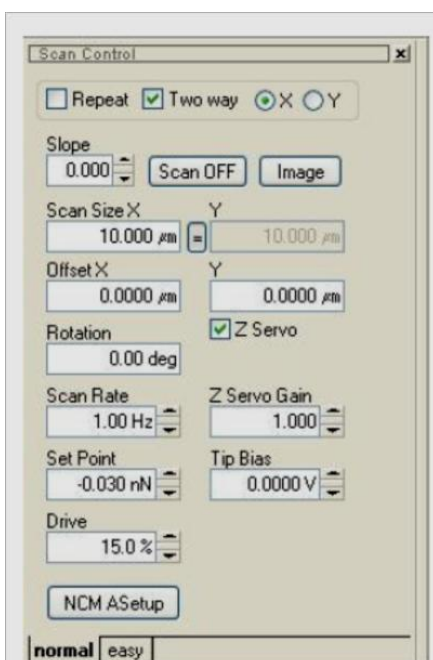 Scan Control
Repeat Two way X Y
Slope
0.000 Scan OFF Image
Scan Size X Y
10.000 µm = 10.000 µm
Offset X Y
0.0000 µm 0.0000 µm
Rotation Z Servo
0.00 deg
Scan Rate Z Servo Gain
1.00 Hz 1.000
Set Point Tip Bias
-0.030 nN 0.0000 V
Drive
15.0 %
NCM ASetup
normal easy